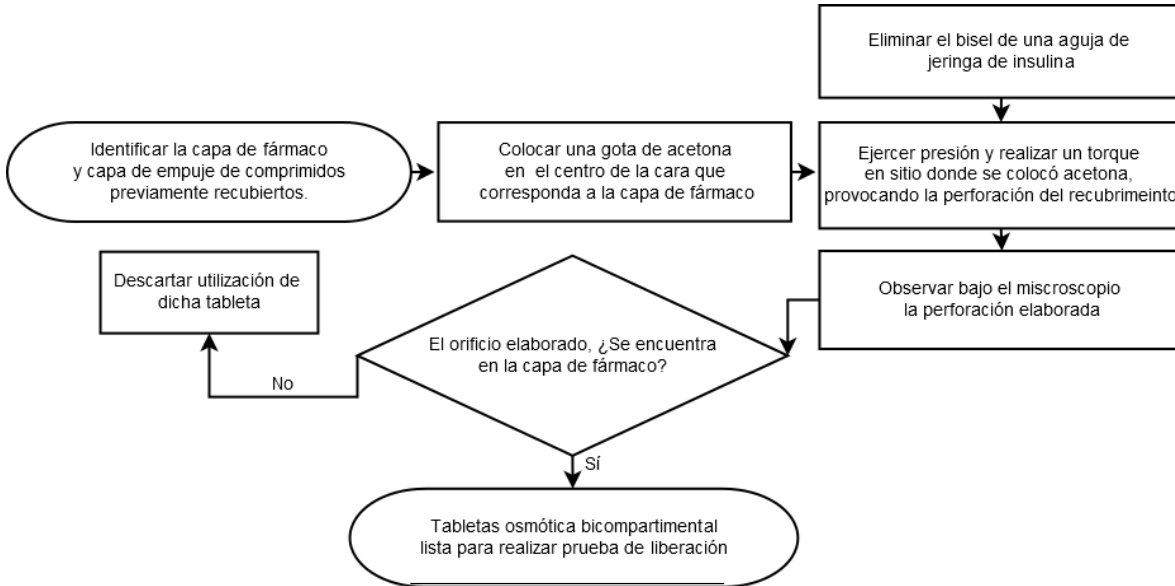 Eliminar el bisel de una aguja de
jeringa de insulina
Identificar la capa de fármaco
y capa de empuje de comprimidos
previamente recubiertos.
Colocar una gota de acetona
en el centro de la cara que
corresponda a la capa de fármaco
Ejercer presión y realizar un torque
en sitio donde se colocó acetona,
provocando la perforación del recubrimeinto
Observar bajo el miscroscopio
la perforación elaborada
El orificio elaborado, ¿Se encuentra
en la capa de fármaco?
No
Descartar utilización de
dicha tableta
Sí
Tabletas osmótica bicompartimental
lista para realizar prueba de liberación